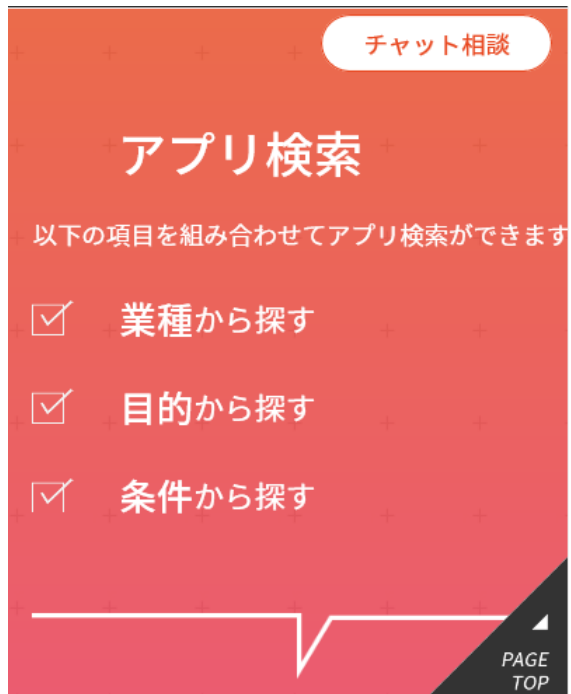 チャット相談
アプリ検索
以下の項目を組み合わせてアプリ検索ができます
業種から探す
目的から探す
条件から探す
PAGE
TOP